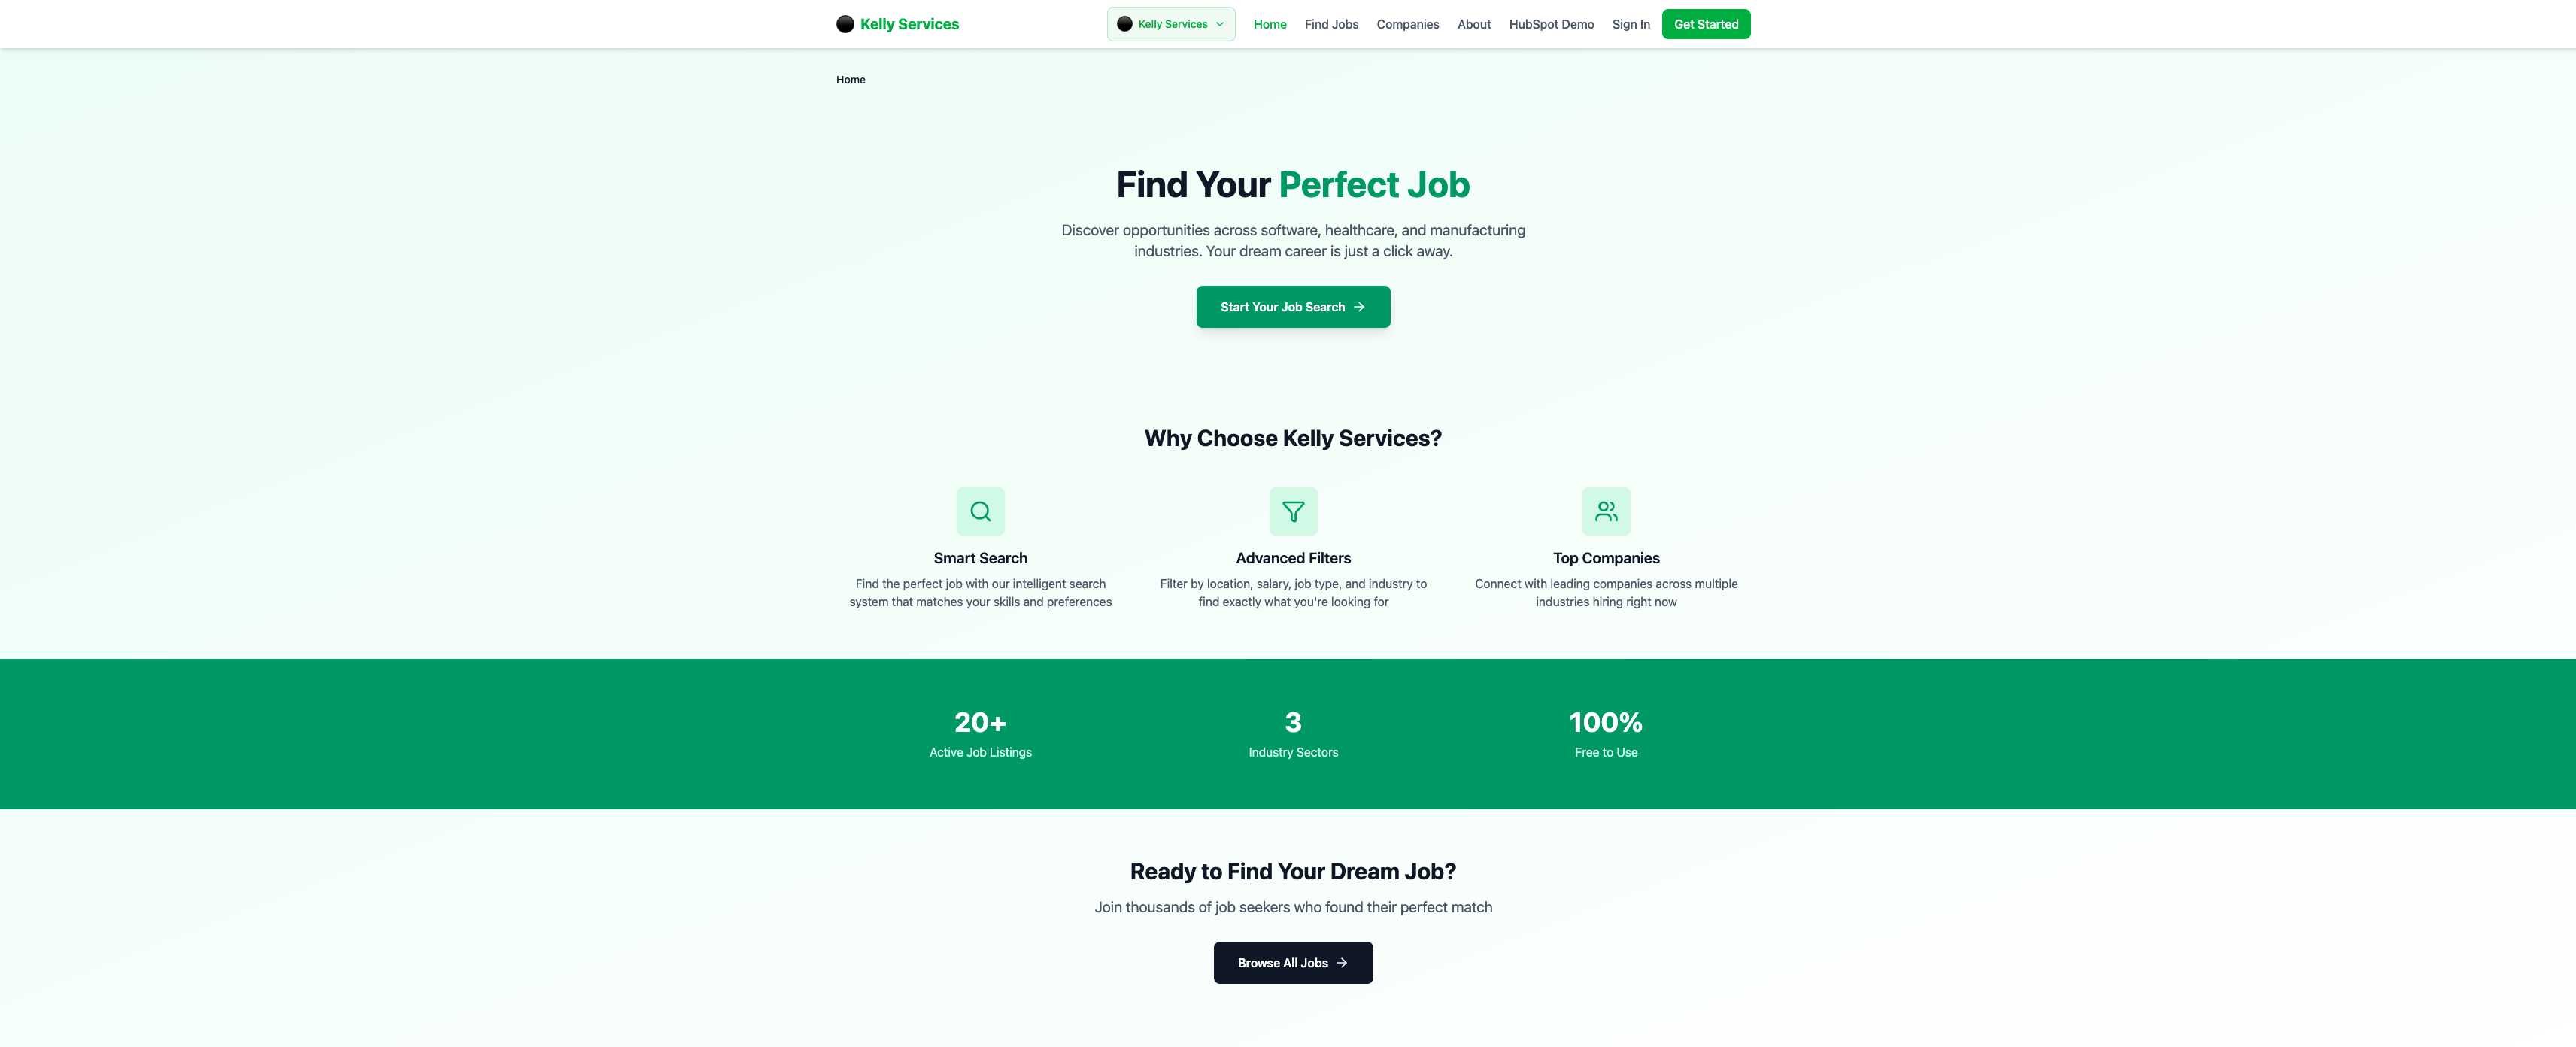 Kelly Services
Kelly Services
Home
Find Jobs
Companies
About
HubSpot Demo
Sign In
Get Started
Home
Find Your Perfect Job
Discover opportunities across software, healthcare, and manufacturing
industries. Your dream career is just a click away.
Start Your Job Search
Why Choose Kelly Services?
Smart Search
Find the perfect job with our intelligent search
system that matches your skills and preferences
Advanced Filters
Filter by location, salary, job type, and industry to
find exactly what you're looking for
Top Companies
Connect with leading companies across multiple
industries hiring right now
20+
Active Job Listings
3
Industry Sectors
100%
Free to Use
Ready to Find Your Dream Job?
Join thousands of job seekers who found their perfect match
Browse All Jobs